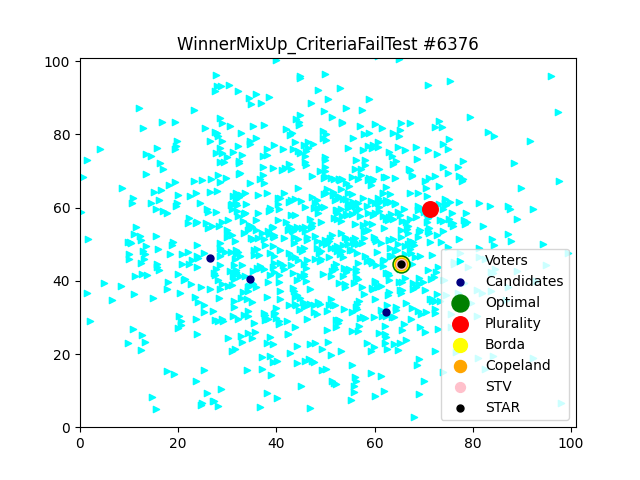 WinnerMixUp_CriteriaFailTest #6376
100
80
60
40
20
0
0
20
40
60
80
100
Voters
Candidates
Optimal
Plurality
Borda
Copeland
STV
STAR